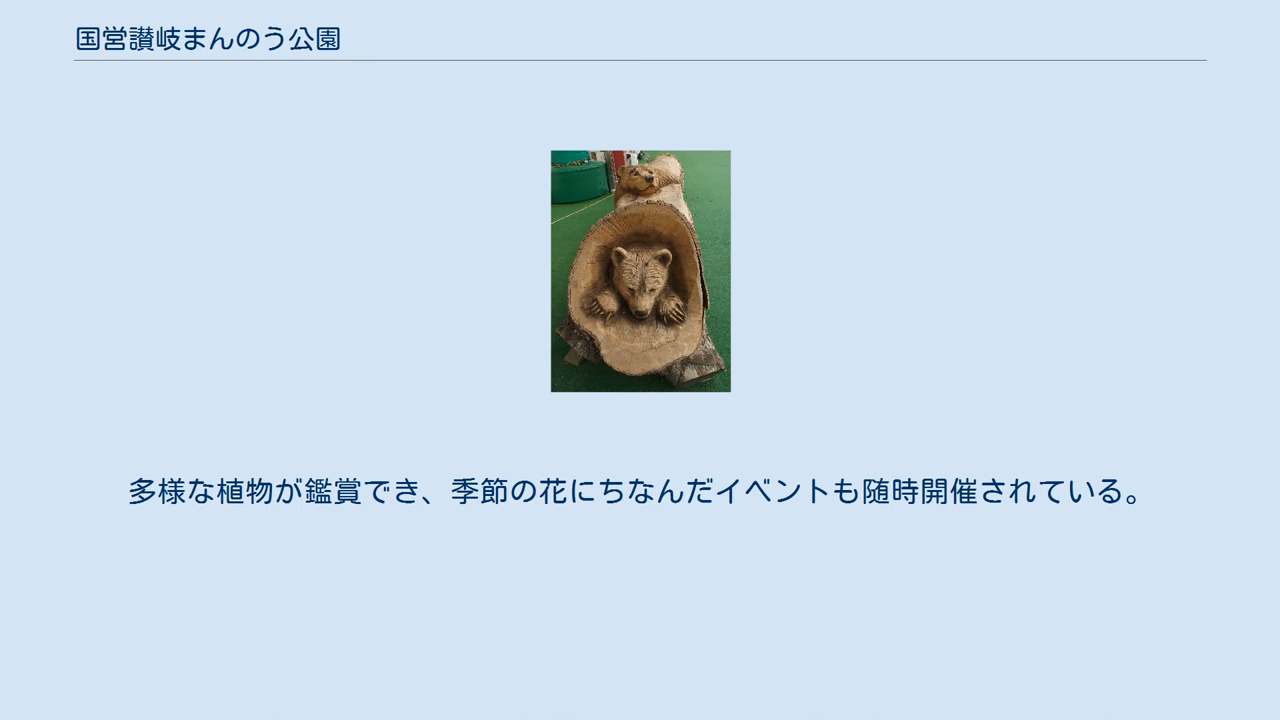 国営讃岐まんのう公園
多様な植物が鑑賞でき、季節の花にちなんだイベントも随時開催されている。